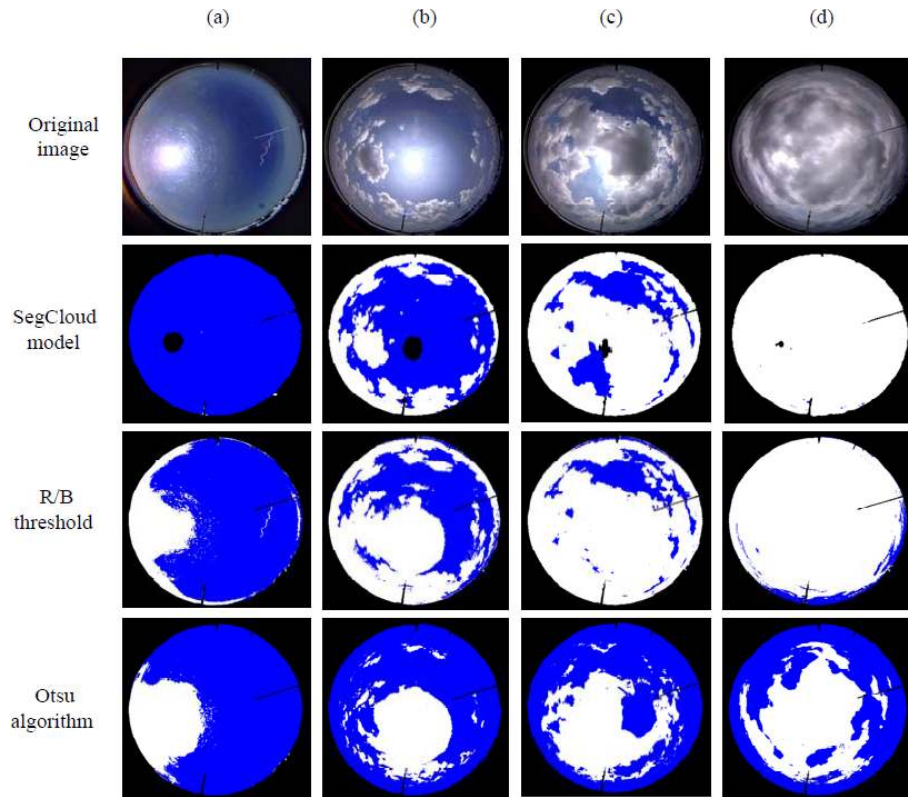 (a) (b) (c) (d)
Original
image
SegCloud
model
R/B
threshold
Otsu
algorithm